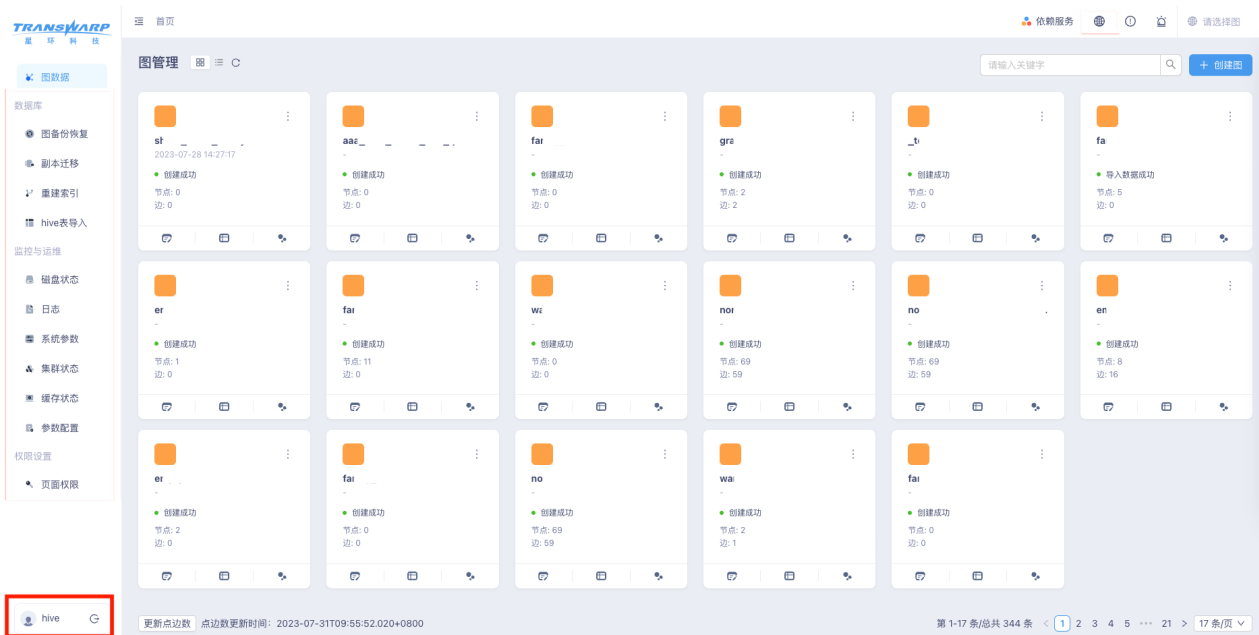 TRANSWARP
星 环 科 技
首页
依赖服务
请选择图
图数据
数据库
图备份恢复
副本迁移
重建索引
hive表导入
监控与运维
磁盘状态
日志
系统参数
集群状态
缓存状态
参数配置
权限设置
页面权限
hive
图管理
请输入关键字
+ 创建图
2023-07-28 14:27:17
创建成功
节点: 0
边: 0
aaa_
-
创建成功
节点: 0
边: 0
far
-
创建成功
节点: 0
边: 0
gra
-
创建成功
节点: 2
边: 2
-
创建成功
节点: 0
边: 0
fa
-
导入数据成功
节点: 5
边: 0
er
-
创建成功
节点: 1
边: 0
fai
-
创建成功
节点: 11
边: 0
wa
-
创建成功
节点: 0
边: 0
nor
-
创建成功
节点: 69
边: 59
no
-
创建成功
节点: 69
边: 59
en
-
创建成功
节点: 8
边: 16
er
-
创建成功
节点: 2
边: 0
fai
-
创建成功
节点: 0
边: 0
no
-
创建成功
节点: 69
边: 59
wa
-
创建成功
节点: 2
边: 1
fai
-
创建成功
节点: 0
边: 0
更新点边数 点边数更新时间: 2023-07-31T09:55:52.020+0800
第 1-17 条/总共 344 条 < 1 2 3 4 5 ··· 21 > 17 条/页